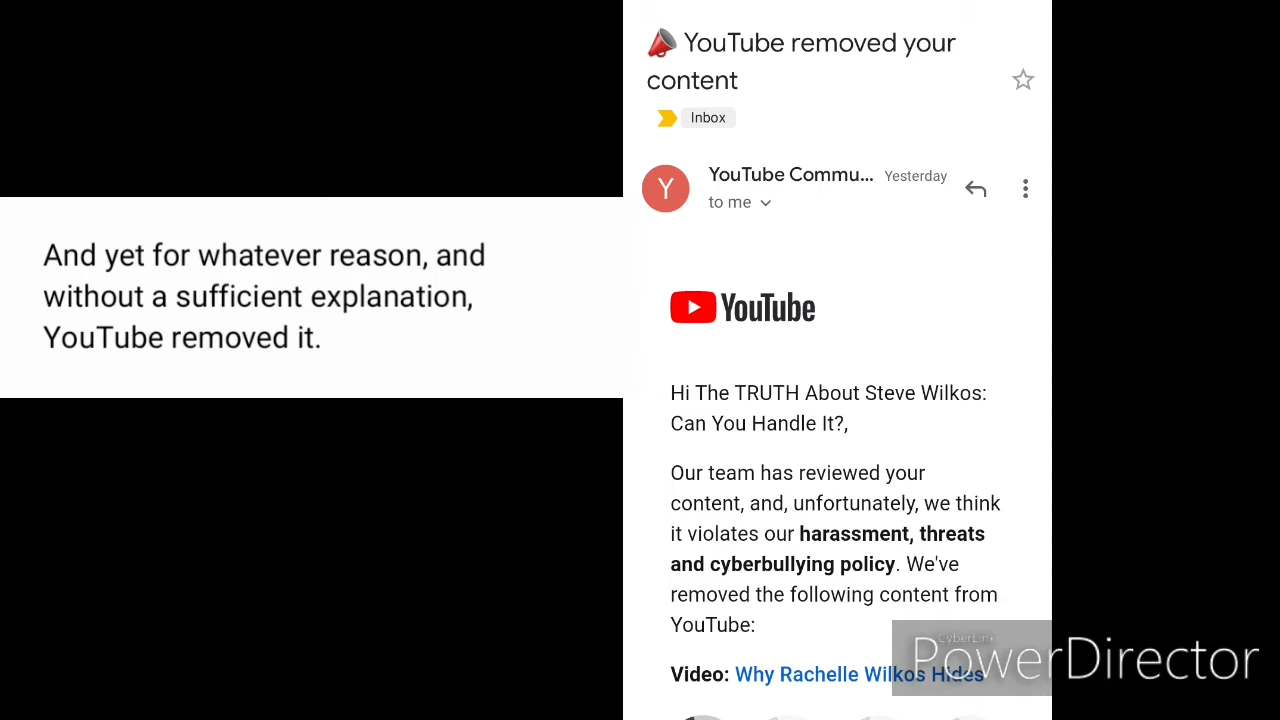 And yet for whatever reason, and
without a sufficient explanation,
YouTube removed it.
YouTube removed your
content
Inbox
Y
YouTube Commu... Yesterday
to me
YouTube
Hi The TRUTH About Steve Wilkos:
Can You Handle It?,
Our team has reviewed your
content, and, unfortunately, we think
it violates our harassment, threats
and cyberbullying policy. We've
removed the following content from
YouTube:
Video: Why Rachelle Wilkos Hides
CyberLink
PowerDirector